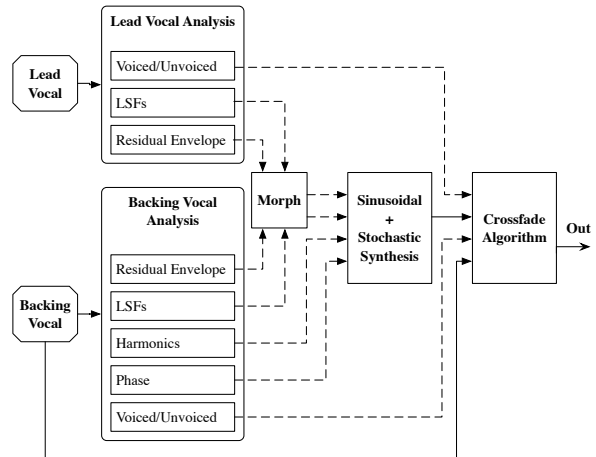 Lead Vocal Analysis
Voiced/Unvoiced
LSFs
Residual Envelope
Lead
Vocal
Backing Vocal
Analysis
Residual Envelope
LSFs
Harmonics
Phase
Voiced/Unvoiced
Backing
Vocal
Morph
Sinusoidal
+
Stochastic
Synthesis
Crossfade
Algorithm
Out